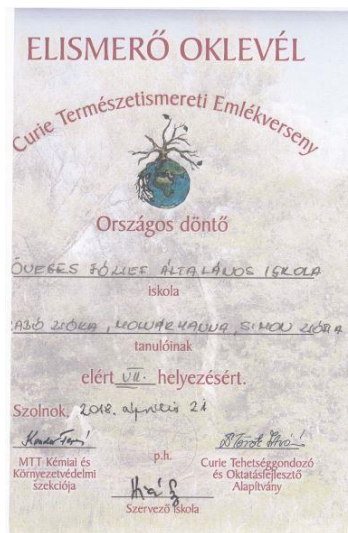 ELISMERŐ OKLEVÉL
Curie Természetismereti Emlékverseny
Országos döntő
ÖVEGES JÓZSEF ÁLTALÁNOS ISKOLA
iskola
HANNA, SIMON
tanulóinak
elért VII. helyezésért.
Szolnok, 2018. április 21
MTT Kémiai és
Környezetvédelmi
szekciója
p.h.
Curie Tehetséggondozó
és Oktatásfejlesztő
Alapítvány
Szervező iskola